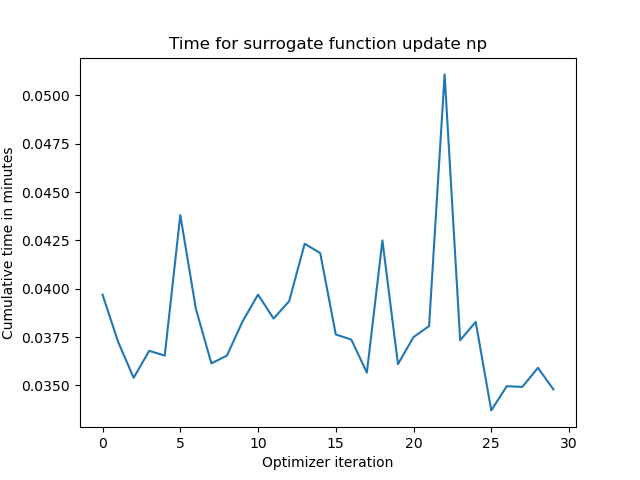 Time for surrogate function update np
Cumulative time in minutes
0.0500
0.0475
0.0450
0.0425
0.0400
0.0375
0.0350
0 5 10 15 20 25 30
Optimizer iteration